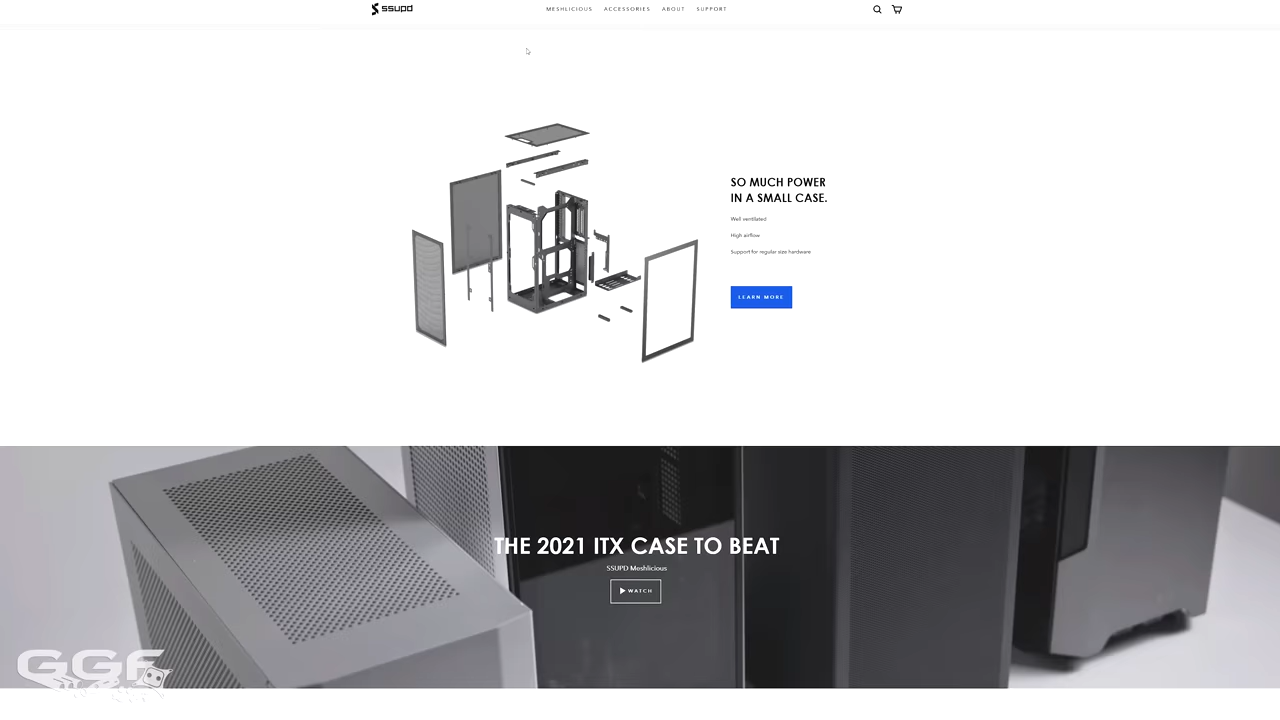 ssupd
MESHLICIOUS ACCESSORIES ABOUT SUPPORT
SO MUCH POWER
IN A SMALL CASE.
Well ventilated
High airflow
Support for regular size hardware
LEARN MORE
THE 2021 ITX CASE TO BEAT
SSUPD Meshlicious
WATCH
GGF